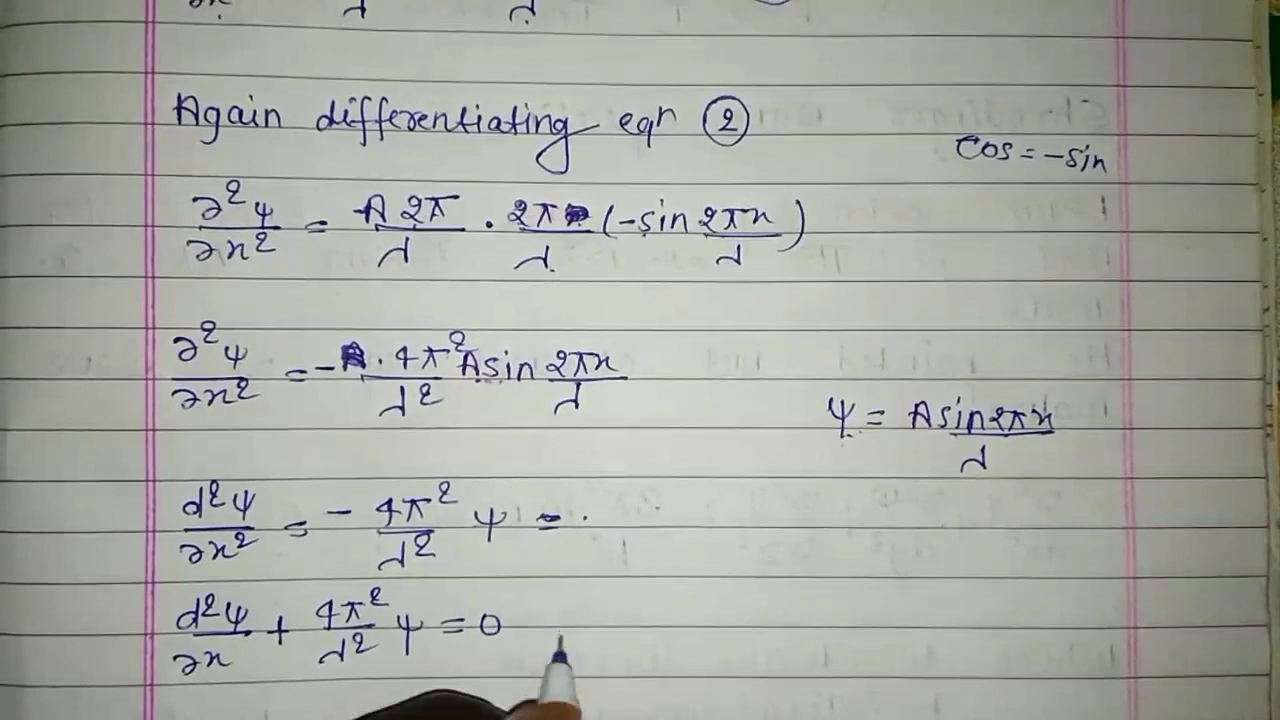 Again differentiating eqn ②
cos = -sin
∂²ψ/∂x² = A 2π/λ · 2π/λ (-sin 2πx/λ)
∂²ψ/∂x² = - · 4π²/λ² A sin 2πx/λ
ψ = A sin 2πx/λ
d²ψ/∂x² = - 4π²/λ² ψ = ·
d²ψ/∂x + 4π²/λ² ψ = 0